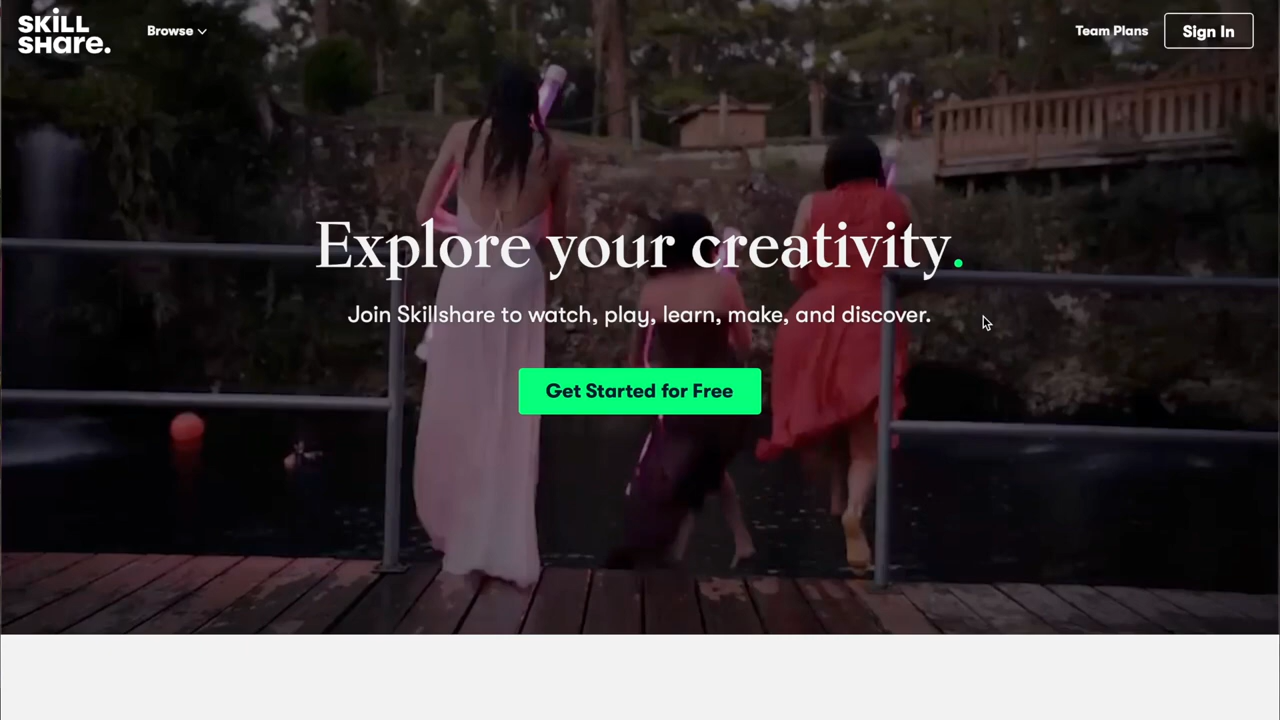 SKiLL
SHare.
Browse
Team Plans
Sign In
Explore your creativity.
Join Skillshare to watch, play, learn, make, and discover.
Get Started for Free